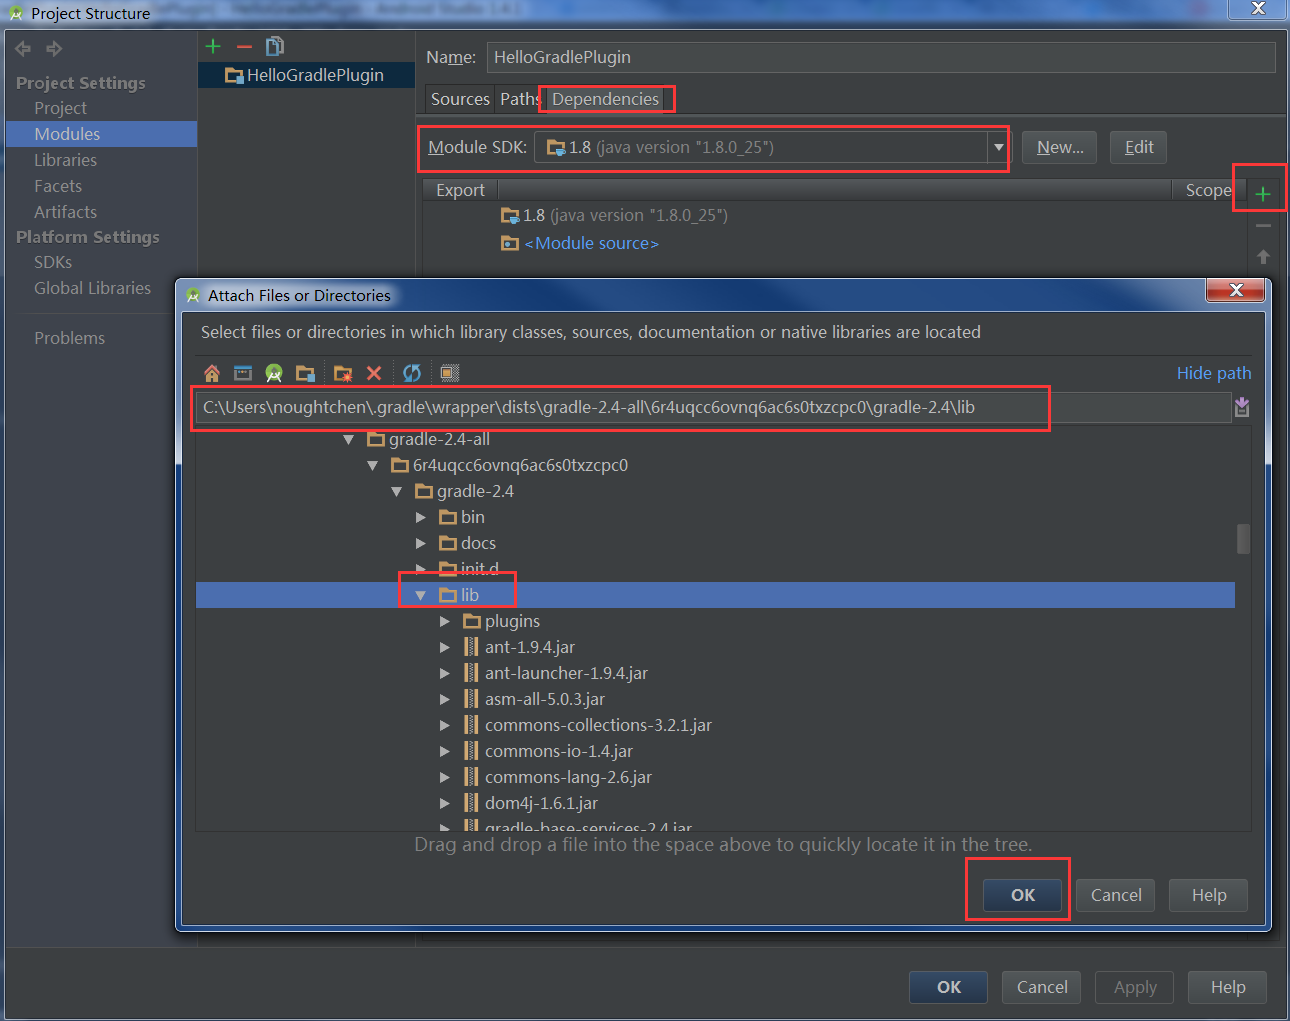 Project Structure
Project Settings
Project
Modules
Libraries
Facets
Artifacts
Platform Settings
SDKs
Global Libraries
Problems
HelloGradlePlugin
Name: HelloGradlePlugin
Sources Paths Dependencies
Module SDK: 1.8 (java version "1.8.0_25") New... Edit
Export Scope
1.8 (java version "1.8.0_25")
<Module source>
Attach Files or Directories
Select files or directories in which library classes, sources, documentation or native libraries are located
Hide path
C:\Users\noughtchen\.gradle\wrapper\dists\gradle-2.4-all\6r4uqcc6ovnq6ac6s0txzcpc0\gradle-2.4\lib
gradle-2.4-all
6r4uqcc6ovnq6ac6s0txzcpc0
gradle-2.4
bin
docs
init.d
lib
plugins
ant-1.9.4.jar
ant-launcher-1.9.4.jar
asm-all-5.0.3.jar
commons-collections-3.2.1.jar
commons-io-1.4.jar
commons-lang-2.6.jar
dom4j-1.6.1.jar
gradle-base-services-2.4.jar
Drag and drop a file into the space above to quickly locate it in the tree.
OK Cancel Help
OK Cancel Apply Help